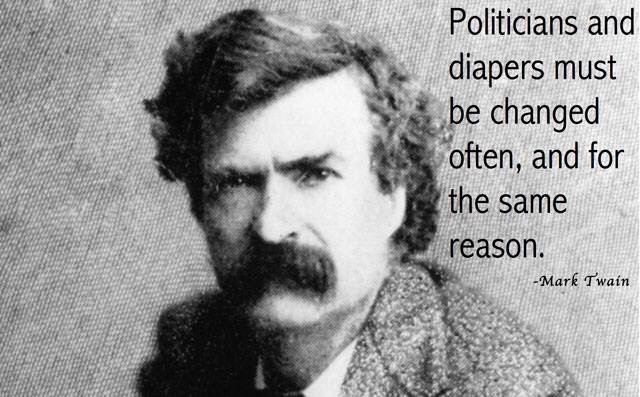 Politicians and
diapers must
be changed
often, and for
the same
reason.
-Mark Twain